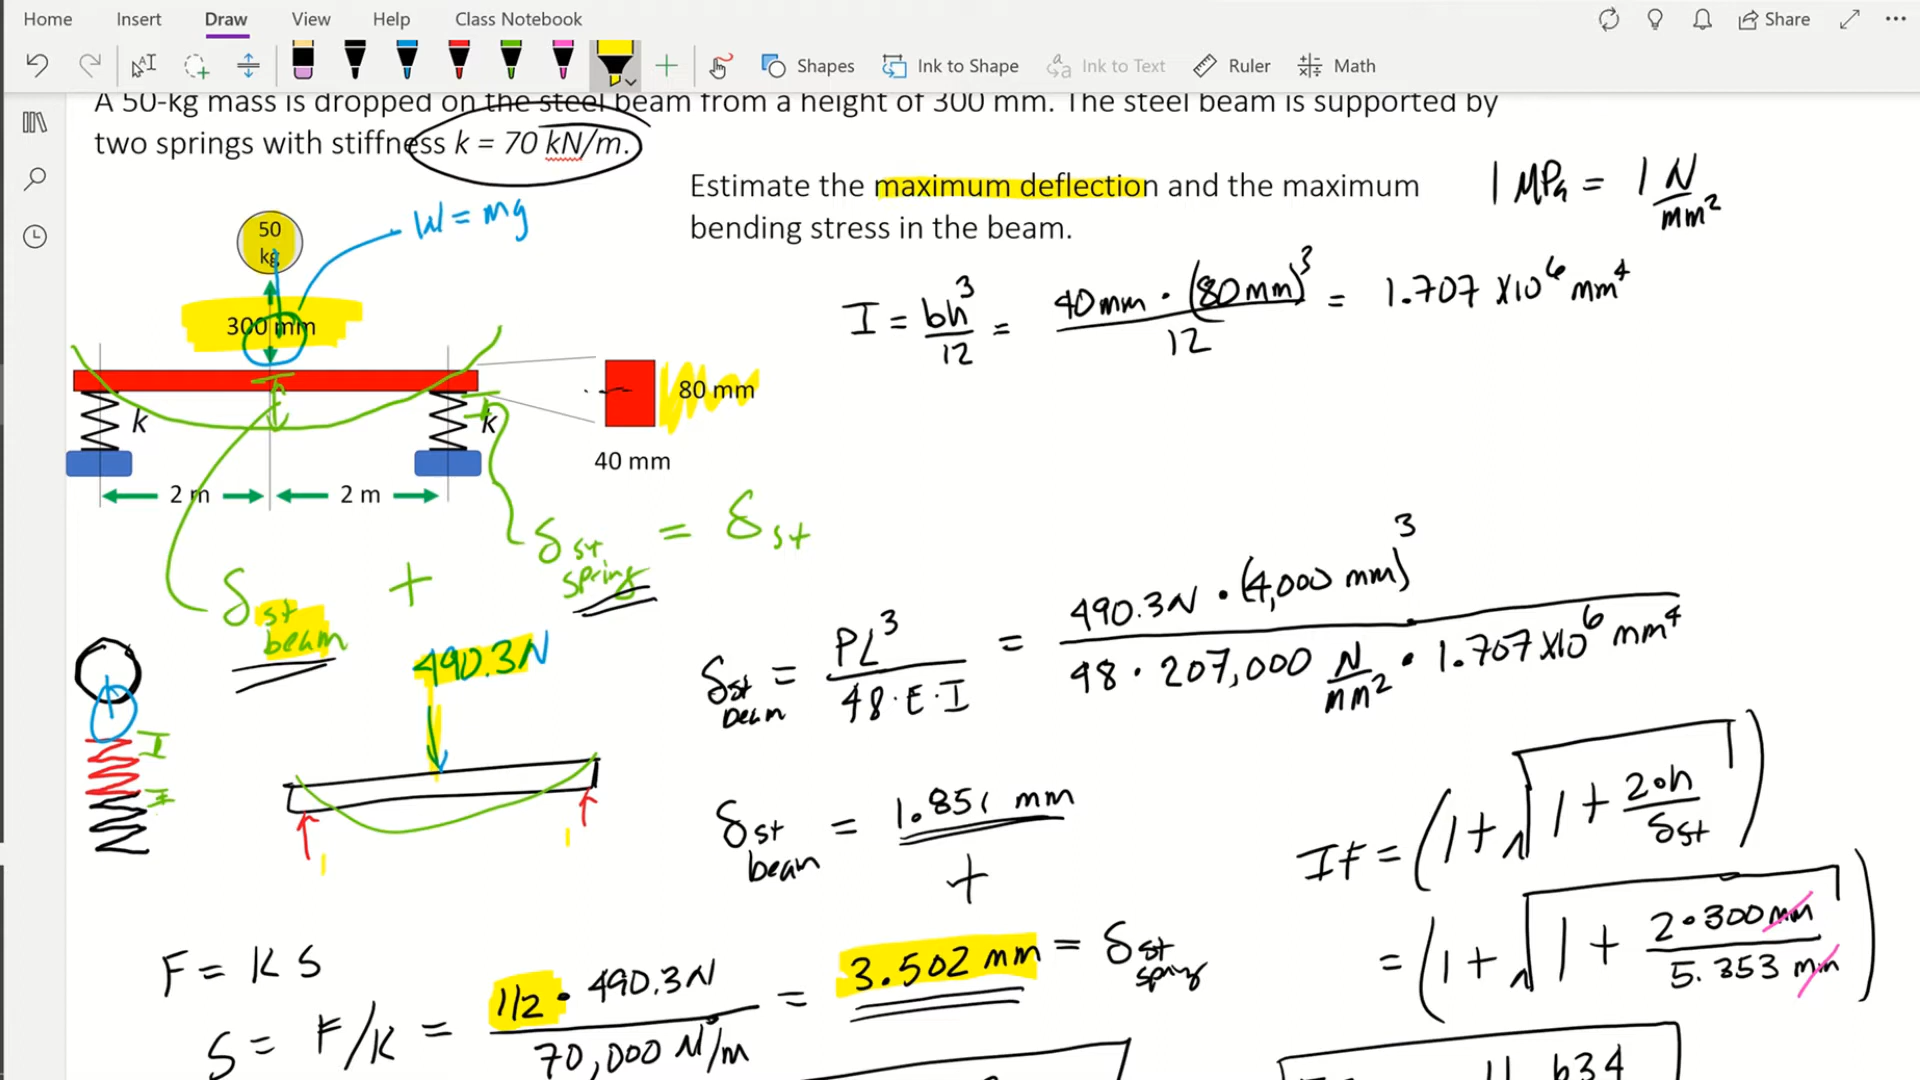 Home Insert Draw View Help Class Notebook Share
Shapes Ink to Shape Ink to Text Ruler Math
A 50-kg mass is dropped on the steel beam from a height of 300 mm. The steel beam is supported by
two springs with stiffness k = 70 kN/m.
Estimate the maximum deflection and the maximum
bending stress in the beam.
1 MPa = 1 N/mm²
W = mg
50
kg
300 mm
I = bh³/12 = 40mm · (80mm)³/12 = 1.707 x10⁶ mm⁴
k
k
80 mm
40 mm
2 m
2 m
δst beam + δst spring = δst
490.3N
δst beam = PL³/48·E·I = 490.3N · (4,000 mm)³/48 · 207,000 N/mm² · 1.707x10⁶ mm⁴
δst beam = 1.851 mm
+
IF = (1+√1 + 2·h/δst)
= (1+√1 + 2·300mm/5.353 mm)
F = K S
S = F/K = 1/2 · 490.3N/70,000 N/m = 3.502 mm = δst spring
11.634